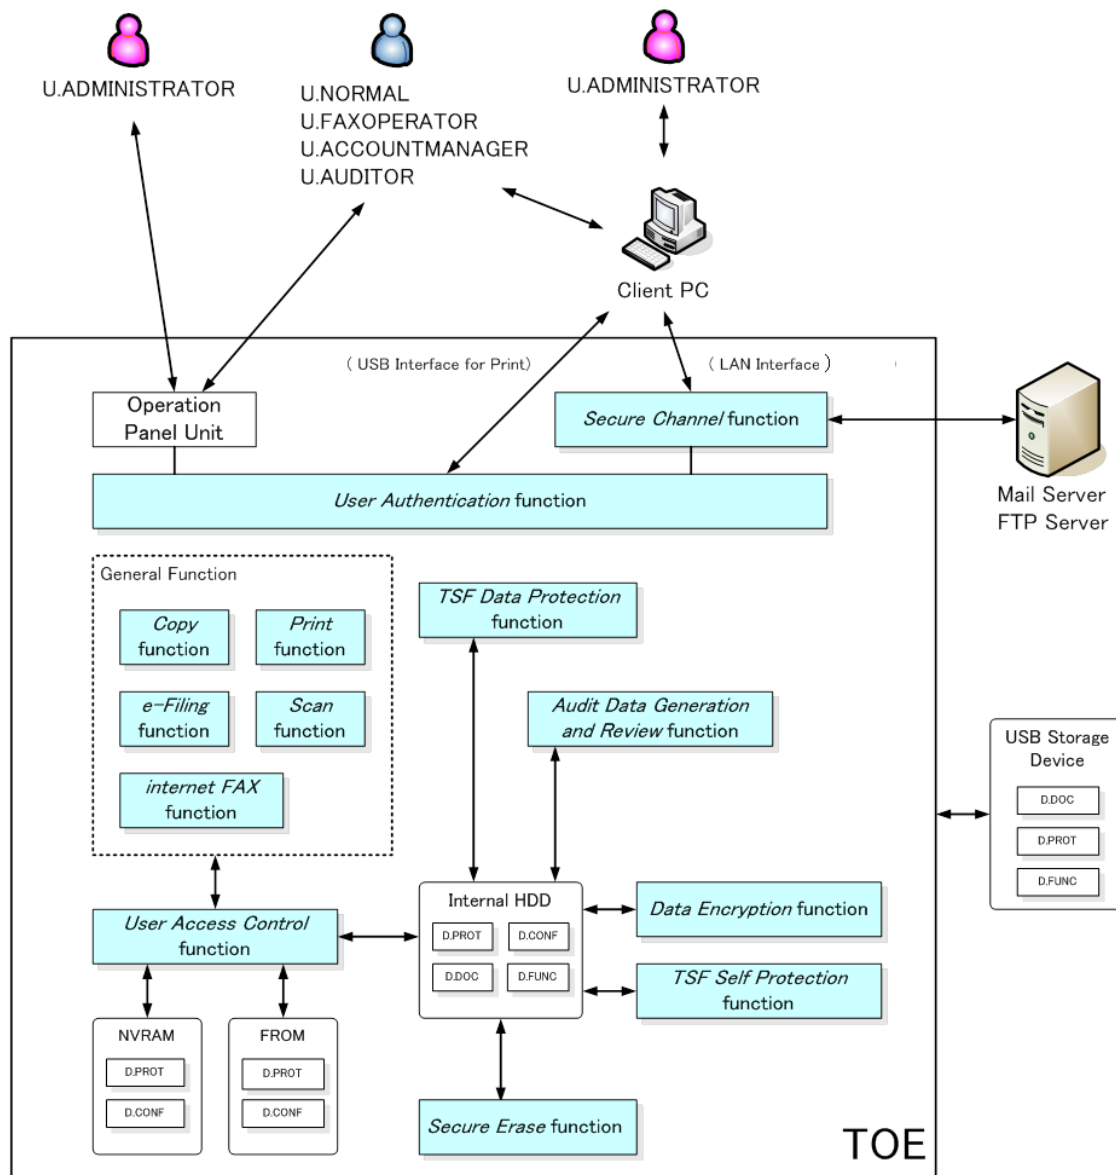 U.ADMINISTRATOR
U.NORMAL
U.FAXOPERATOR
U.ACCOUNTMANAGER
U.AUDITOR
U.ADMINISTRATOR
Client PC
( USB Interface for Print)
( LAN Interface )
(              )
Operation
Panel Unit
Secure Channel function
Mail Server
FTP Server
User Authentication function
General Function
Copy
function
Print
function
e-Filing
function
Scan
function
internet FAX
function
TSF Data Protection
function
Audit Data Generation
and Review function
USB Storage
Device
D.DOC
D.PROT
D.FUNC
User Access Control
function
Internal HDD
D.PROT
D.CONF
D.DOC
D.FUNC
Data Encryption function
TSF Self Protection
function
NVRAM
D.PROT
D.CONF
FROM
D.PROT
D.CONF
Secure Erase function
TOE